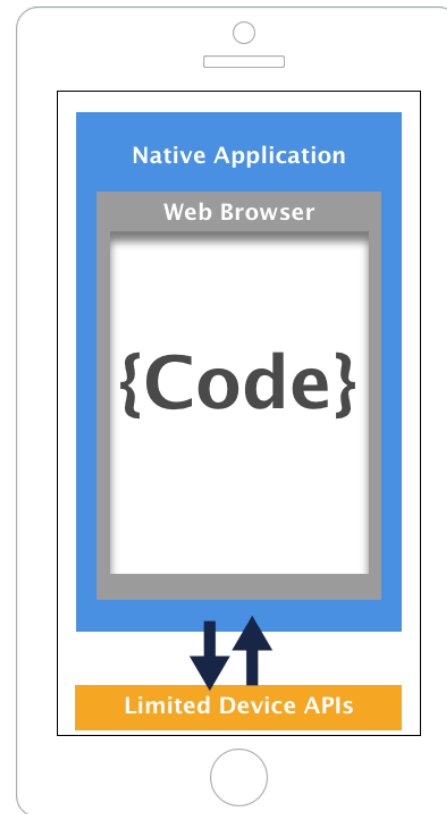 Native Application
Web Browser
{Code}
Limited Device APIs